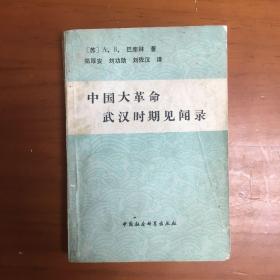 〔苏〕A. B. 巴库林 著
郑厚安 刘功勋 刘佐汉 译
中国大革命
武汉时期见闻录
中国社会科学出版社